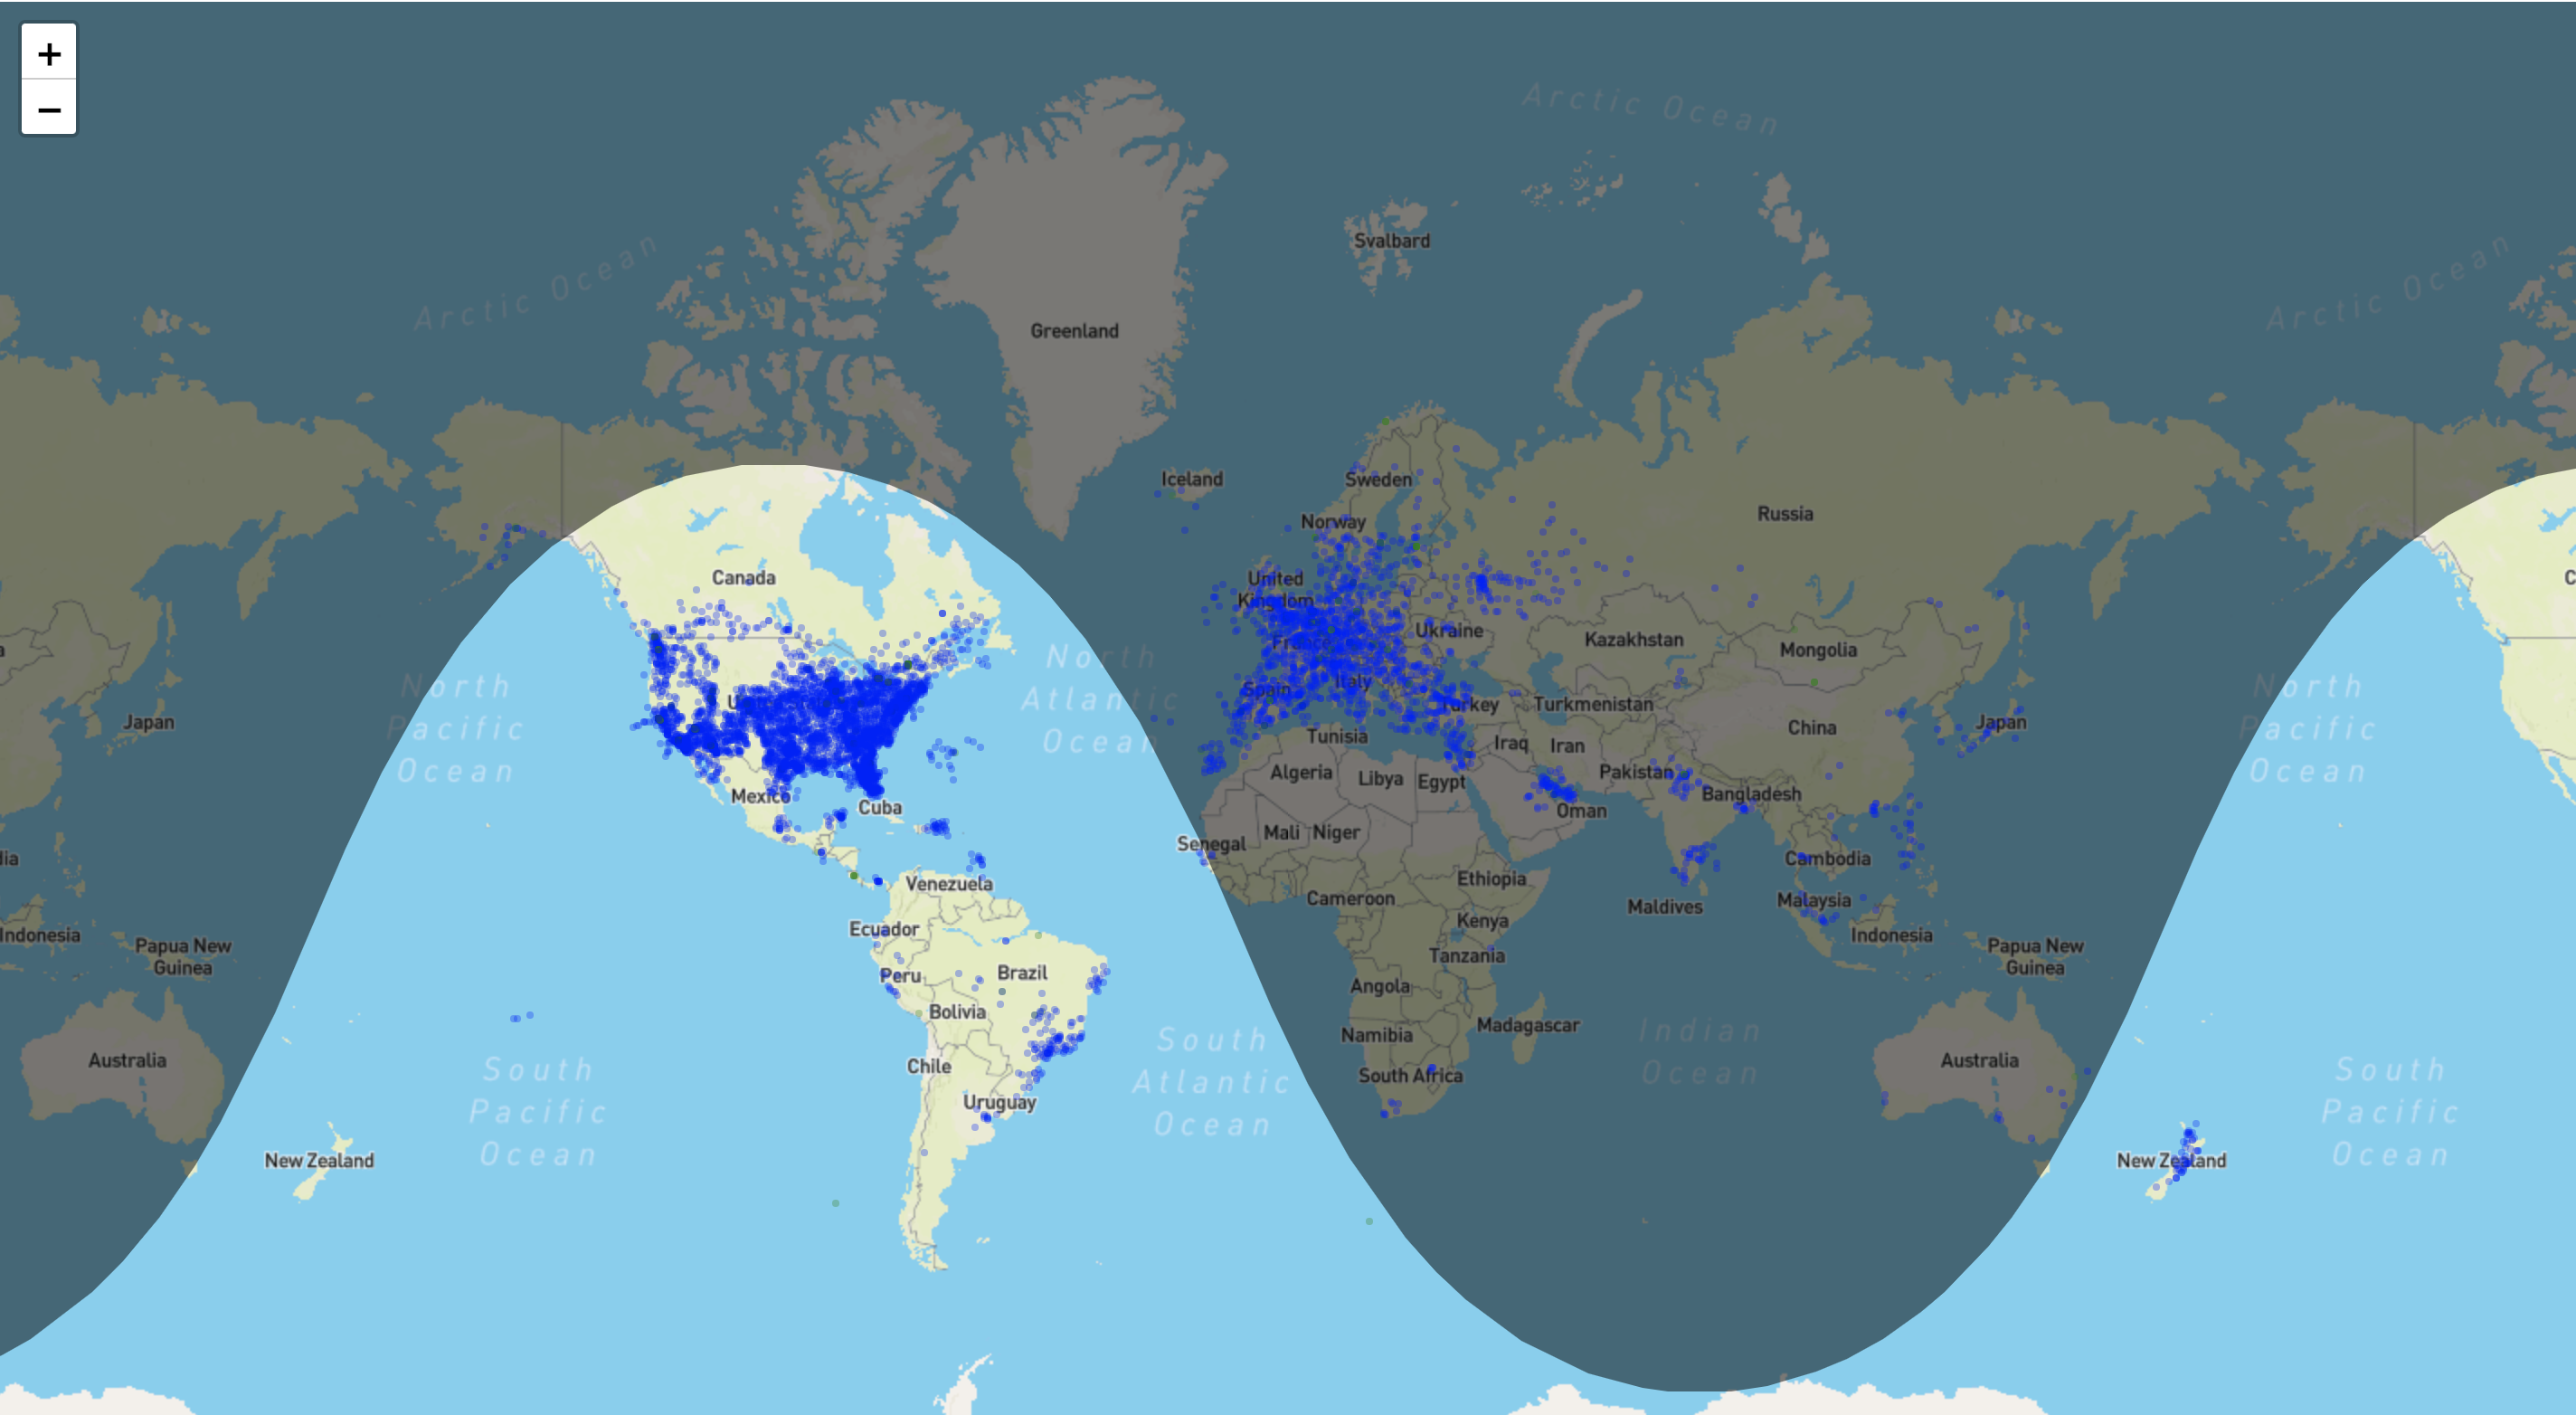 +
−
Arctic Ocean
Arctic Ocean
Arctic Ocean
Svalbard
Greenland
Iceland
Sweden
Norway
Russia
Canada
United
Kingdom
France
Ukraine
Kazakhstan
Mongolia
North
Pacific
Ocean
North
Atlantic
Ocean
Spain
Italy
Turkey
Turkmenistan
China
Japan
Japan
North
Pacific
Ocean
Tunisia
Iraq
Iran
Pakistan
Algeria
Libya
Egypt
Bangladesh
Mexico
Cuba
Oman
Senegal
Mali
Niger
Cambodia
Venezuela
Ethiopia
Cameroon
Maldives
Malaysia
Ecuador
Kenya
Indonesia
Indonesia
Papua New
Guinea
Papua New
Guinea
Tanzania
Peru
Brazil
Angola
Bolivia
Namibia
Madagascar
Indian
Ocean
Australia
Australia
Chile
South Africa
South
Pacific
Ocean
South
Atlantic
Ocean
South
Pacific
Ocean
Uruguay
New Zealand
New Zealand